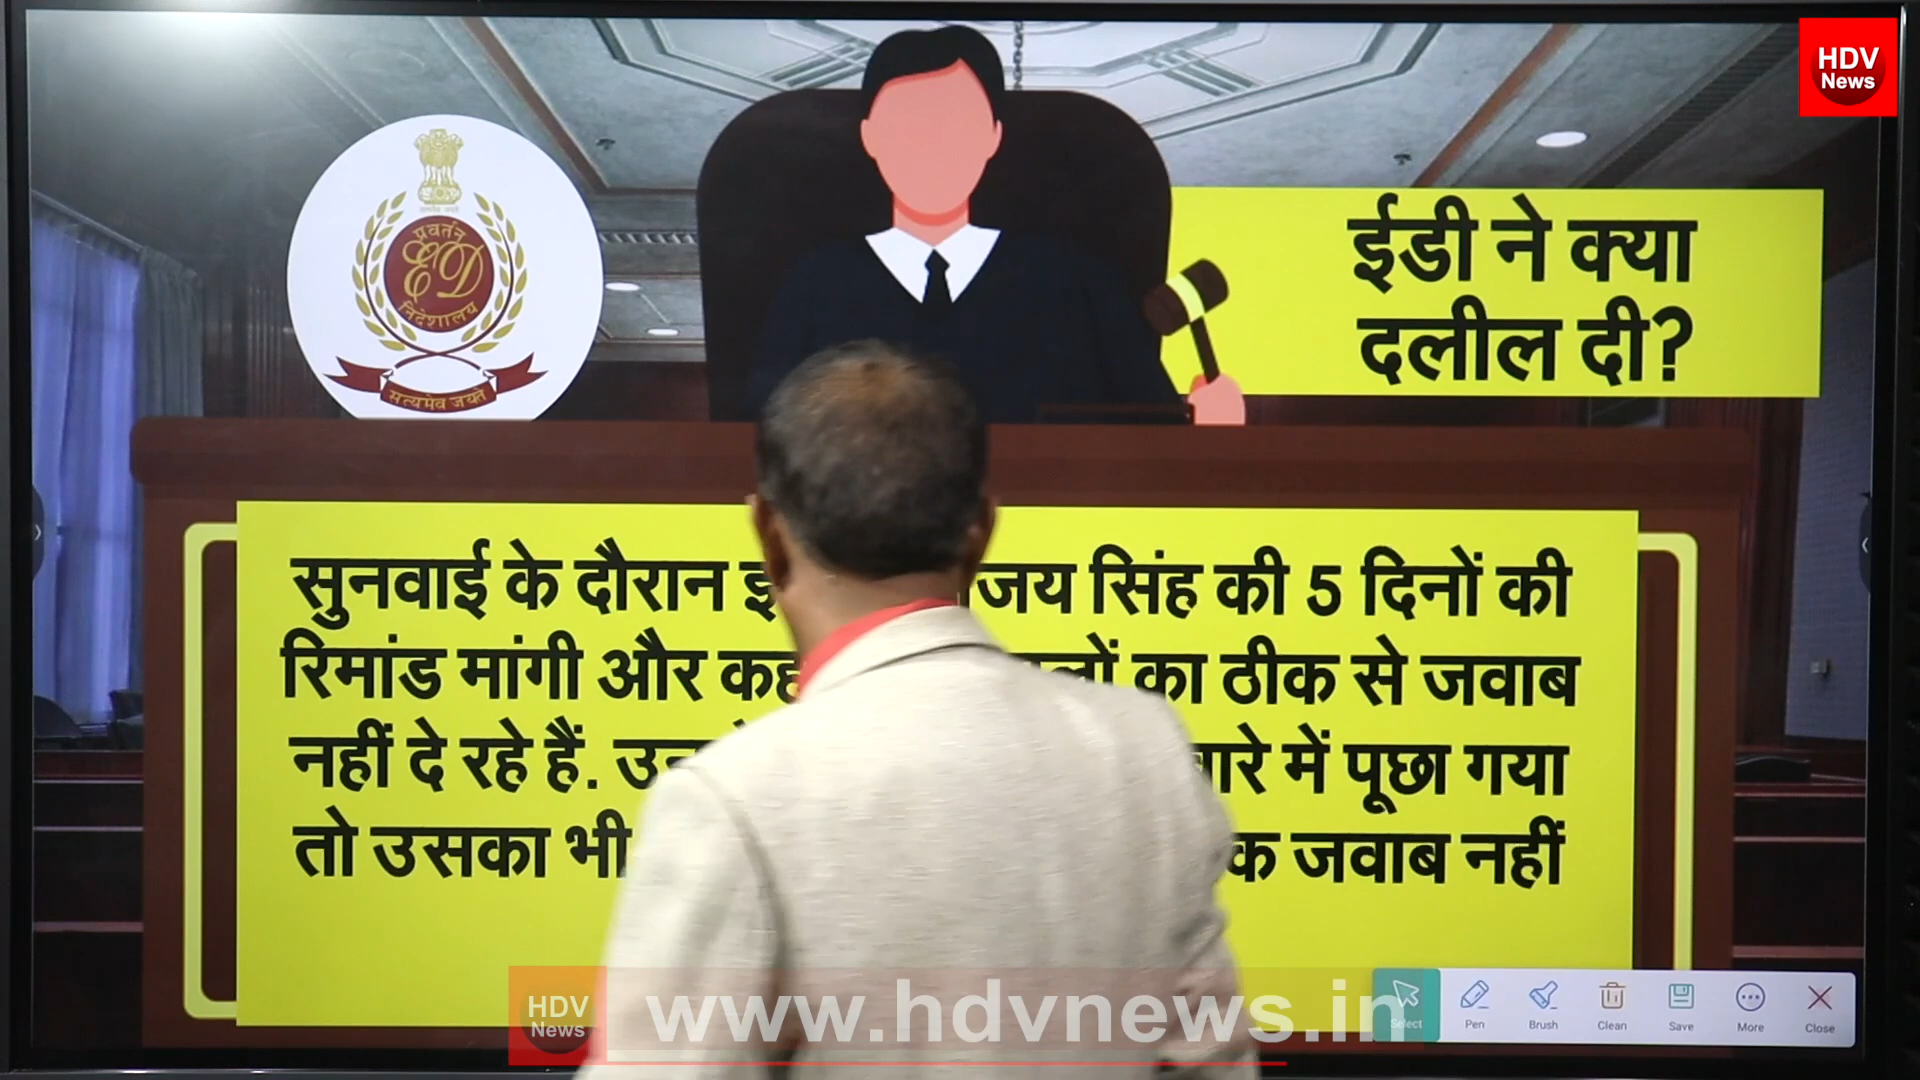 HDV
News
प्रवर्तन
ED
निदेशालय
सत्यमेव जयते
ईडी ने क्या
दलील दी?
सुनवाई के दौरान जय सिंह की 5 दिनों की
रिमांड मांगी और का ठीक से जवाब
नहीं दे रहे हैं. में पूछा गया
तो उसका भी जवाब नहीं
HDV
News
www.hdvnews.in
Select
Pen
Brush
Clean
Save
More
Close